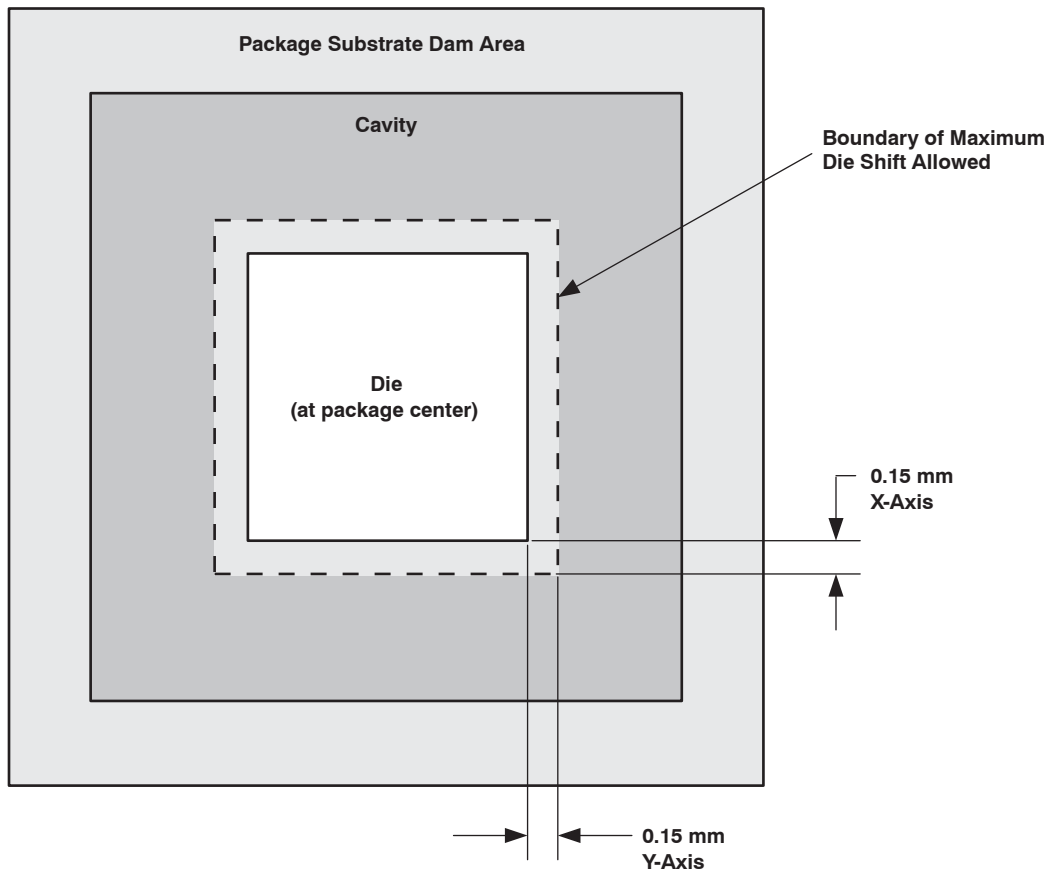 Package Substrate Dam Area
Cavity
Boundary of Maximum
Die Shift Allowed
Die
(at package center)
0.15 mm
X-Axis
0.15 mm
Y-Axis